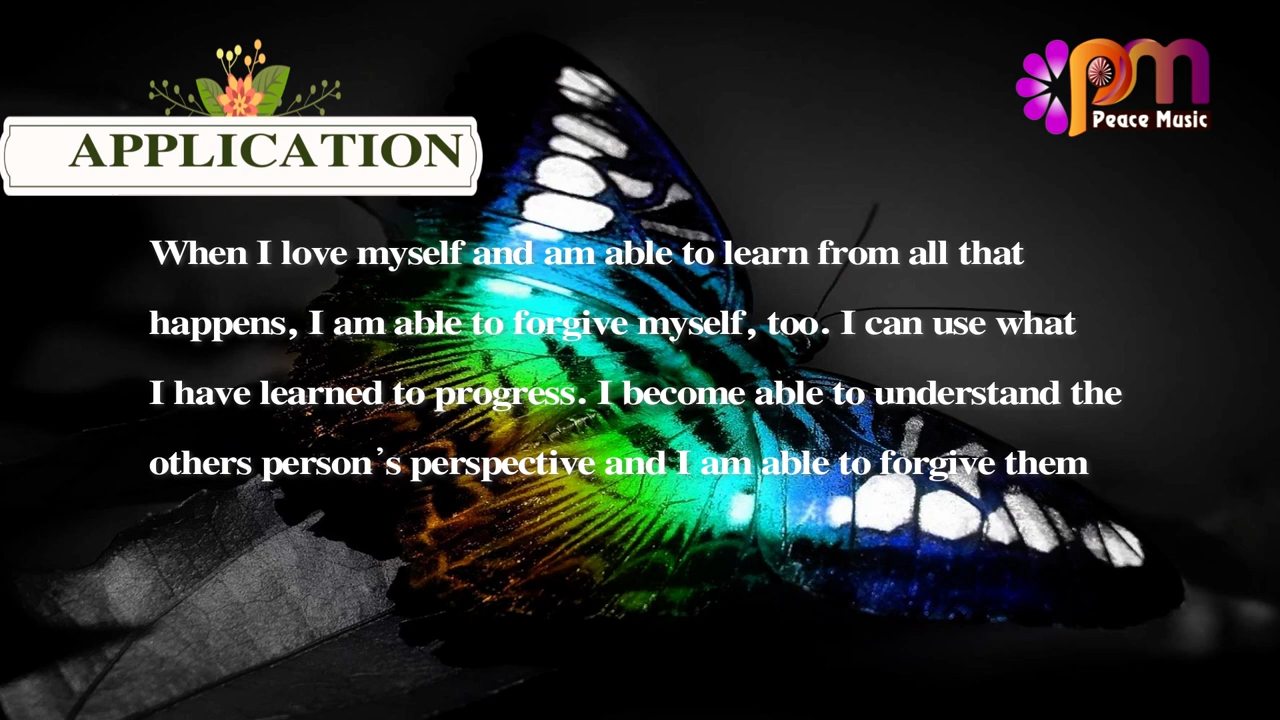 APPLICATION
pm
Peace Music
When I love myself and am able to learn from all that
happens, I am able to forgive myself, too. I can use what
I have learned to progress. I become able to understand the
others person's perspective and I am able to forgive them